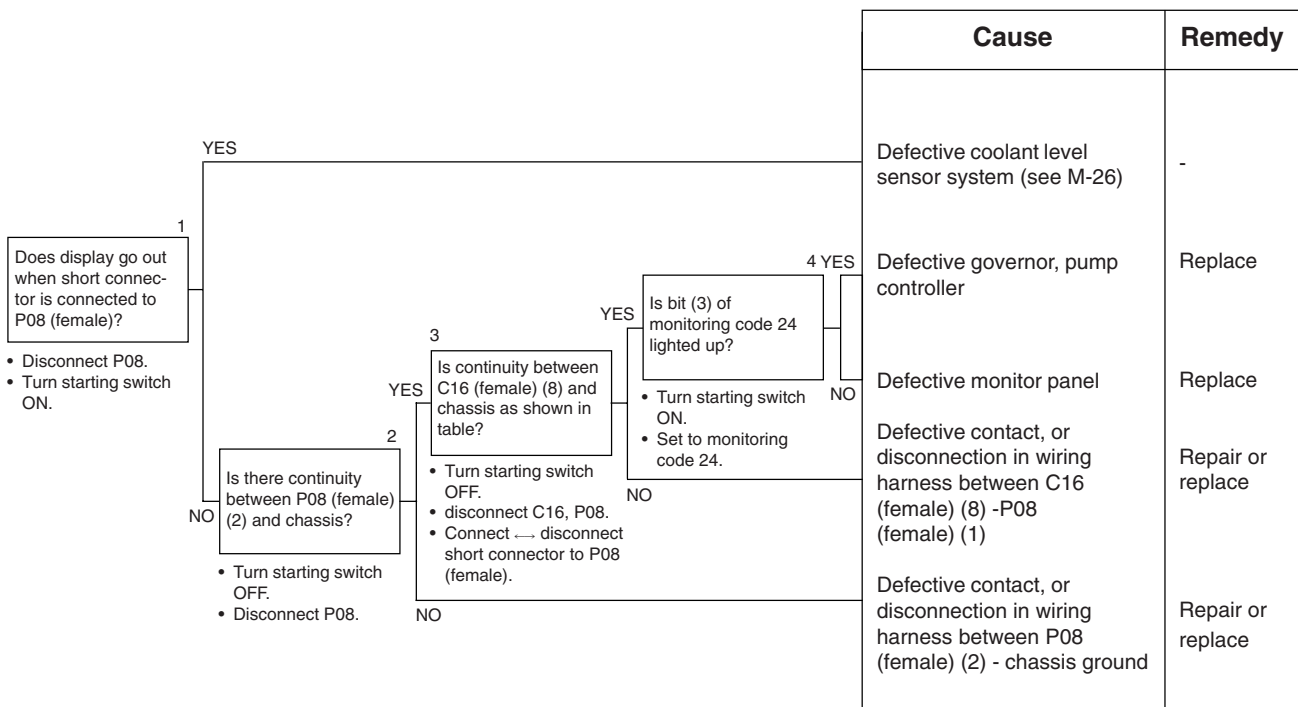 Cause
Remedy
YES
Defective coolant level
sensor system (see M-26)
-
1
Does display go out
when short connec-
tor is connected to
P08 (female)?
• Disconnect P08.
• Turn starting switch
ON.
4 YES
Defective governor, pump
controller
Replace
YES
Is bit (3) of
monitoring code 24
lighted up?
• Turn starting switch
ON.
• Set to monitoring
code 24.
NO
Defective monitor panel
Replace
3
YES
Is continuity between
C16 (female) (8) and
chassis as shown in
table?
• Turn starting switch
OFF.
• disconnect C16, P08.
• Connect ↔ disconnect
short connector to P08
(female).
NO
Defective contact, or
disconnection in wiring
harness between C16
(female) (8) -P08
(female) (1)
Repair or
replace
2
NO
Is there continuity
between P08 (female)
(2) and chassis?
• Turn starting switch
OFF.
• Disconnect P08.
NO
Defective contact, or
disconnection in wiring
harness between P08
(female) (2) - chassis ground
Repair or
replace